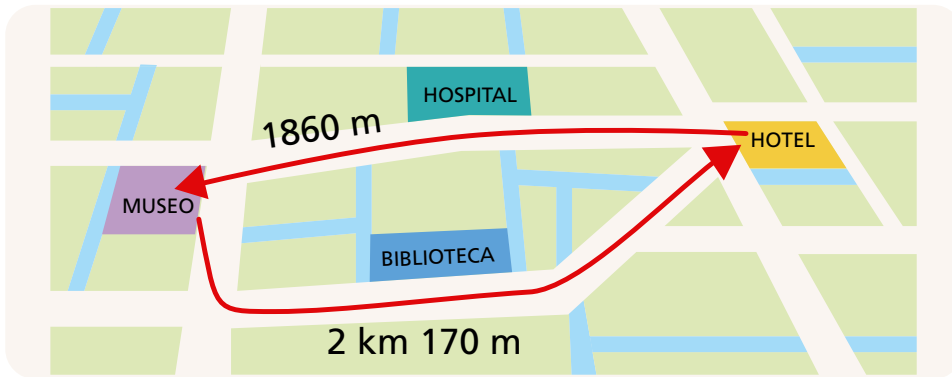 HOSPITAL
1860 m
HOTEL
MUSEO
BIBLIOTECA
2 km 170 m